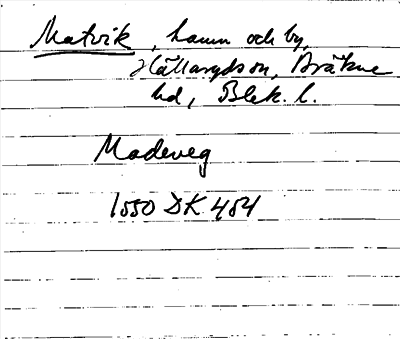 Matvik, hamn och by,
Hällaryds sn, Bräkne
hd, Blek. l.
Madeveg
1550 DK 484